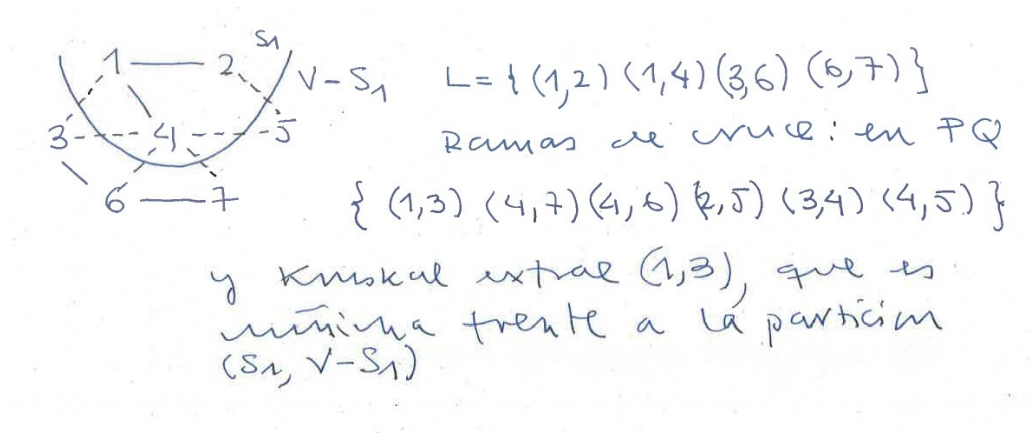 1 2 S1
V-S1 L={(1,2) (1,4) (3,6) (6,7)}
3 4 5 Ramas de cruce: en PQ
6 7 { (1,3) (4,7) (4,6) (2,5) (3,4) (4,5) }
y Kruskal extrae (1,3), que es
mínima frente a la partición
(S1, V-S1)